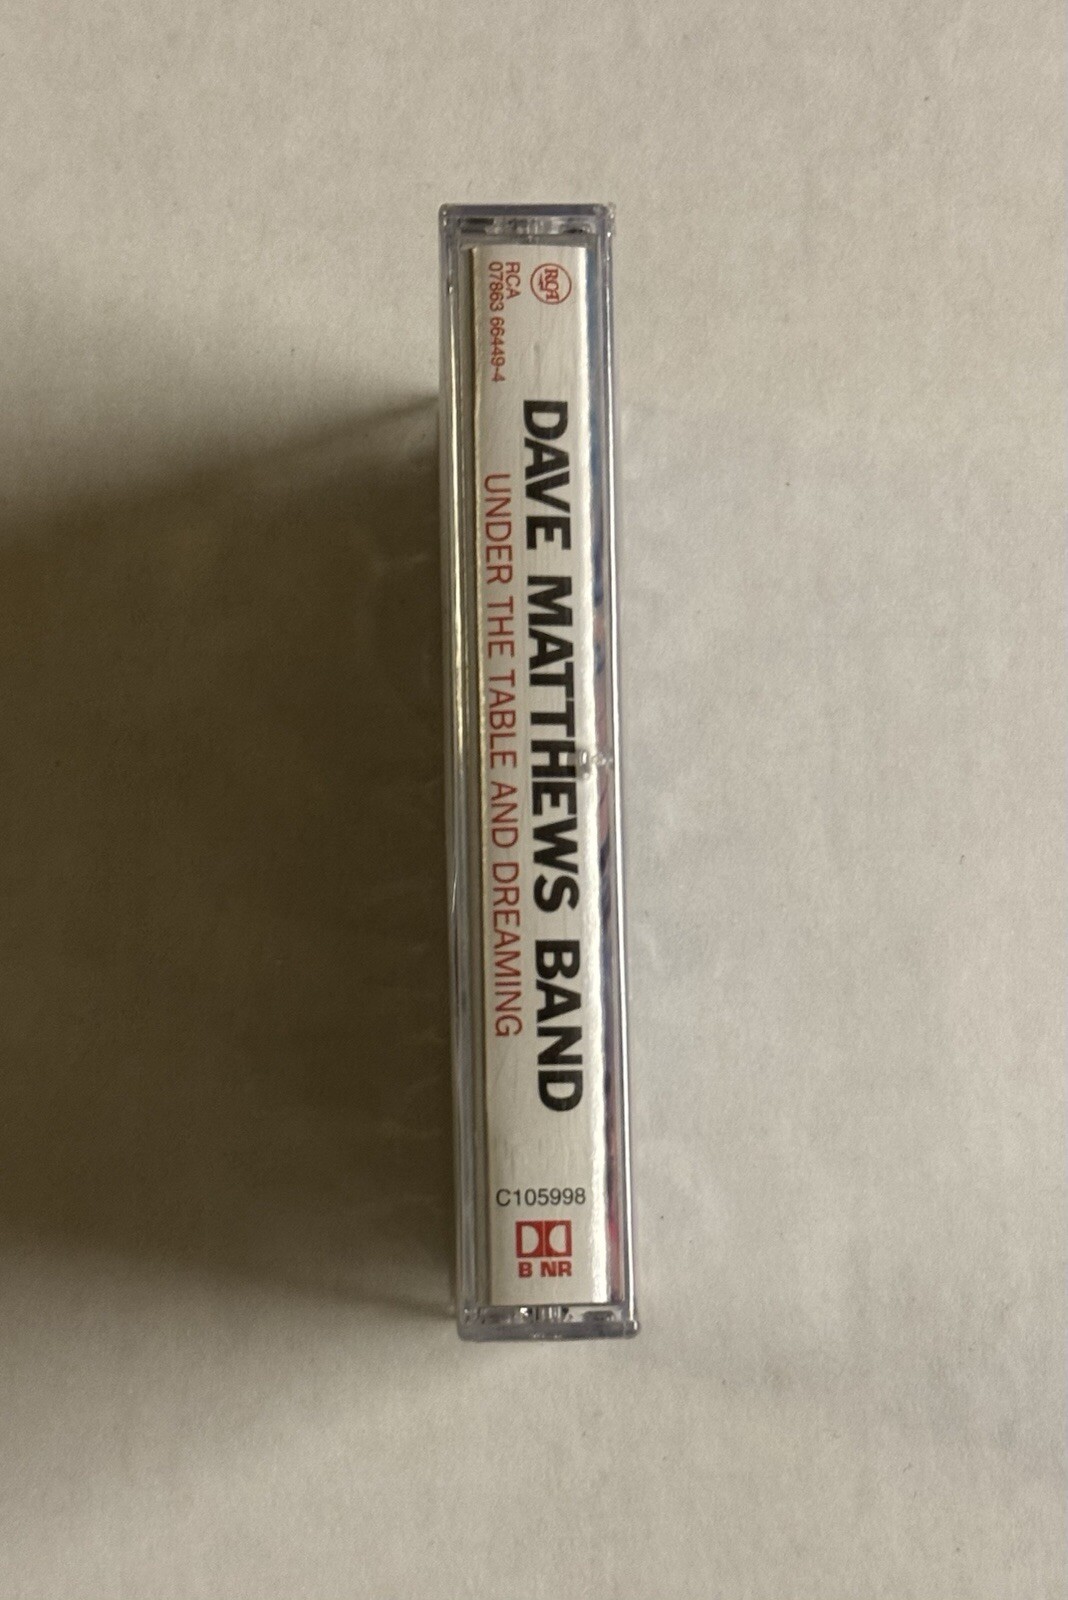 RCA
RCA
07863 66449-4
DAVE MATTHEWS BAND
UNDER THE TABLE AND DREAMING
C105998
B NR